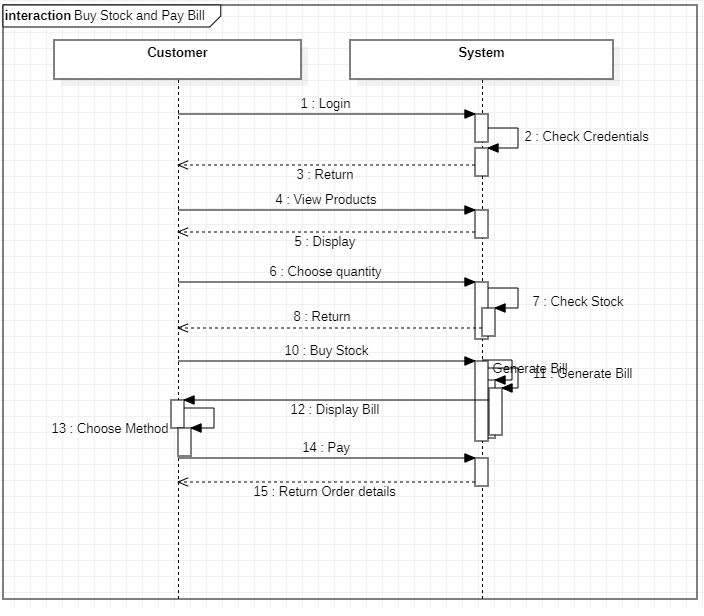 interaction Buy Stock and Pay Bill
Customer
System
1 : Login
2 : Check Credentials
3 : Return
4 : View Products
5 : Display
6 : Choose quantity
7 : Check Stock
8 : Return
10 : Buy Stock
Generate Bill
11 : Generate Bill
12 : Display Bill
13 : Choose Method
14 : Pay
15 : Return Order details